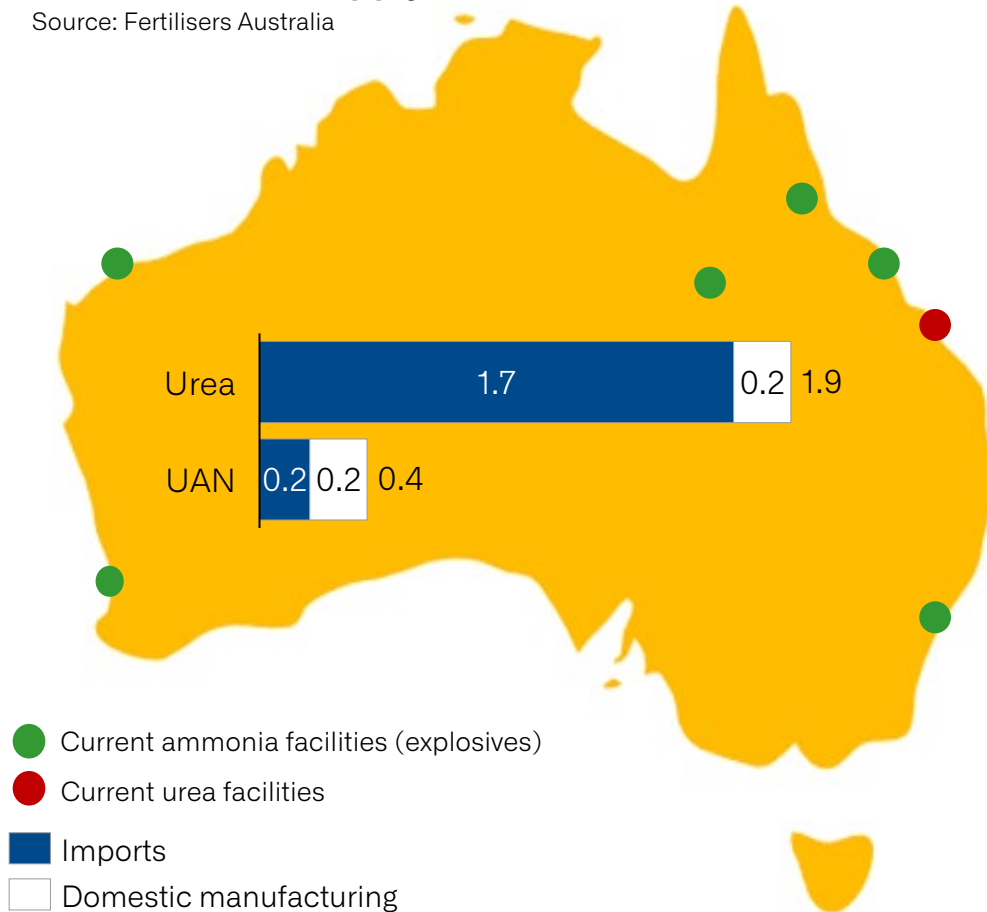 Source: Fertilisers Australia
Urea 1.7 0.2 1.9
UAN 0.2 0.2 0.4
Current ammonia facilities (explosives)
Current urea facilities
Imports
Domestic manufacturing